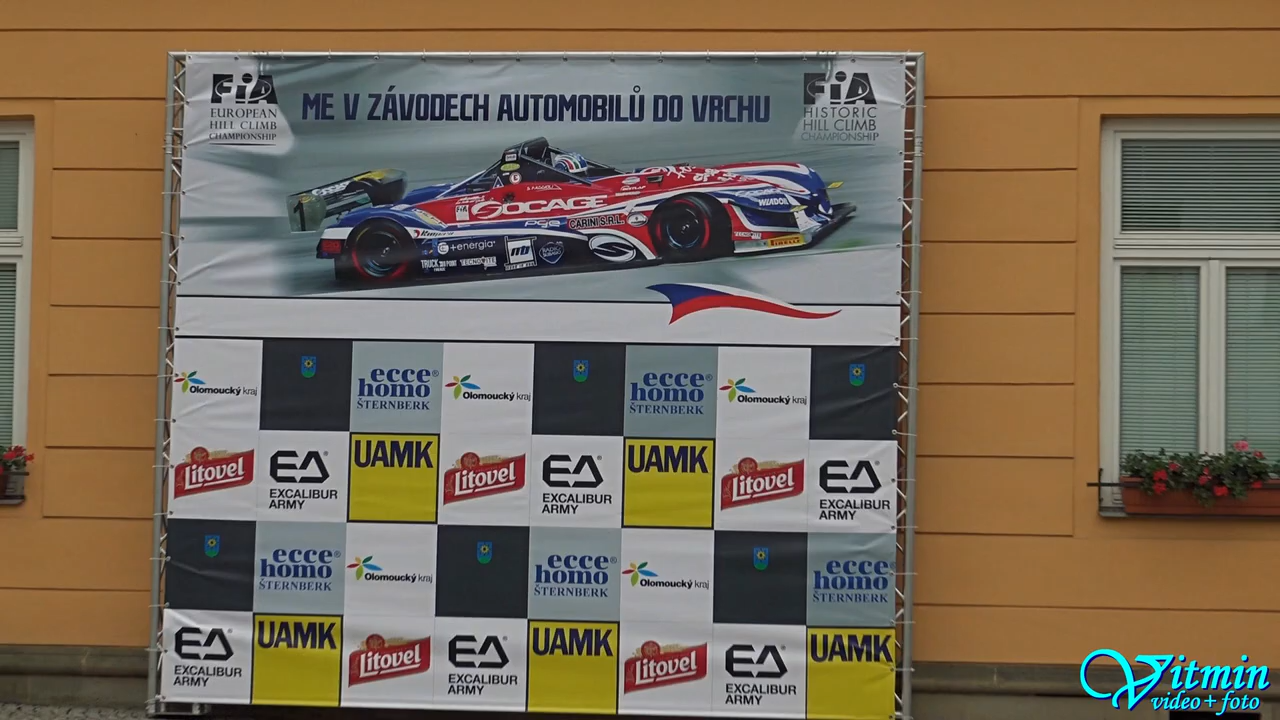 FiA
EUROPEAN
HILL CLIMB
CHAMPIONSHIP
ME V ZÁVODECH AUTOMOBILŮ DO VRCHU
FiA
HISTORIC
HILL CLIMB
CHAMPIONSHIP
SOCAGE
CARINI S.R.L.
PIRELLI
+energia
Olomoucký kraj
ecce
homo®
ŠTERNBERK
Olomoucký kraj
ecce
homo®
ŠTERNBERK
Olomoucký kraj
Litovel
EA®
EXCALIBUR
ARMY
UAMK
Litovel
EA®
EXCALIBUR
ARMY
UAMK
Litovel
EA®
EXCALIBUR
ARMY
ecce
homo®
ŠTERNBERK
Olomoucký kraj
ecce
homo®
ŠTERNBERK
Olomoucký kraj
ecce
homo®
ŠTERNBERK
EA®
EXCALIBUR
ARMY
UAMK
Litovel
EA®
EXCALIBUR
ARMY
UAMK
Litovel
EA®
EXCALIBUR
ARMY
UAMK
Vitmin
video+foto